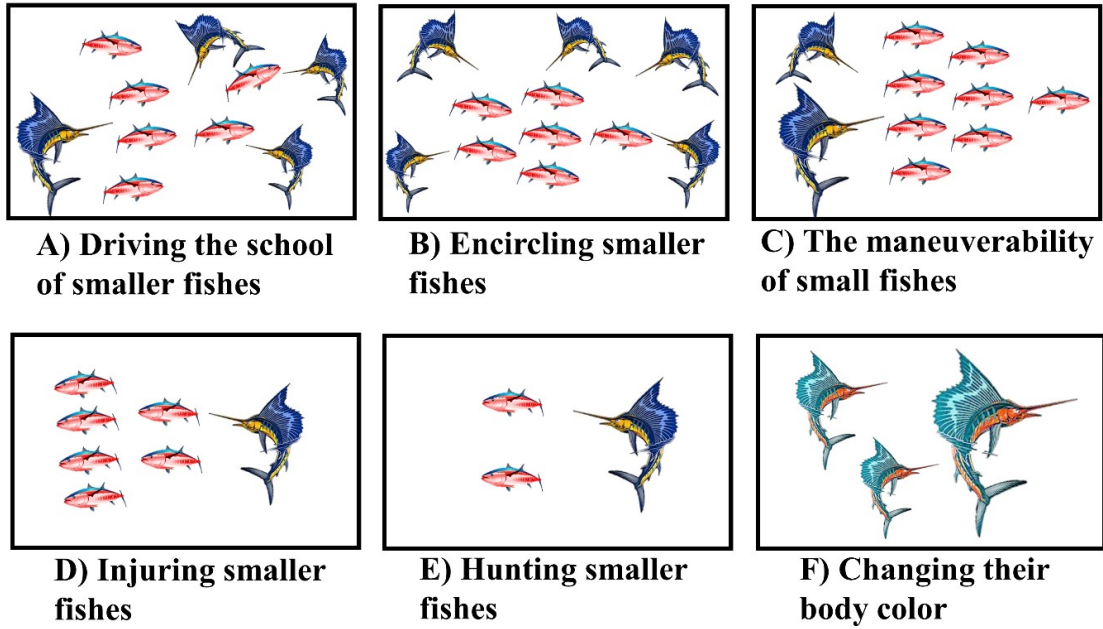 A) Driving the school
of smaller fishes
B) Encircling smaller
fishes
C) The maneuverability
of small fishes
D) Injuring smaller
fishes
E) Hunting smaller
fishes
F) Changing their
body color